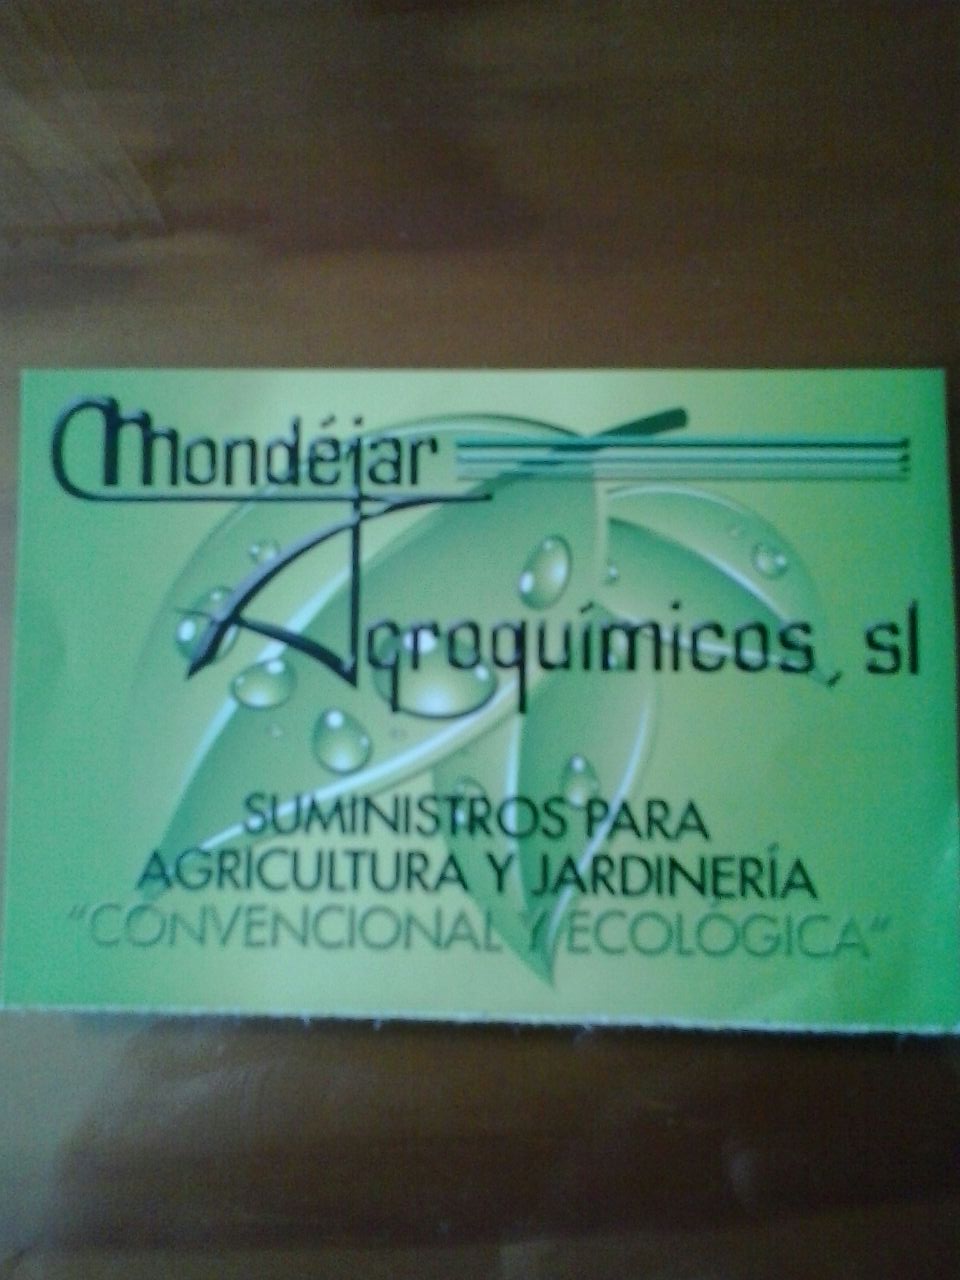 Mondéjar
Agroquímicos, sl
SUMINISTROS PARA
AGRICULTURA Y JARDINERÍA
"CONVENCIONAL Y ECOLÓGICA"